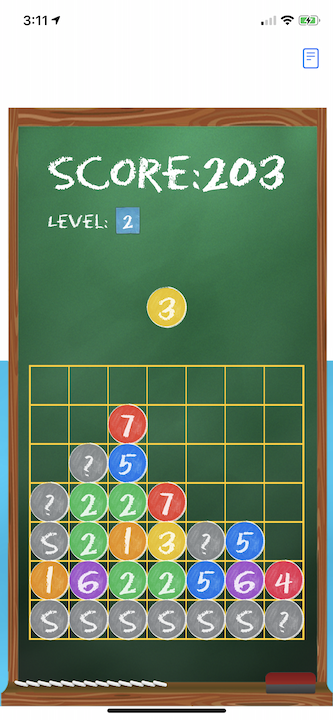 3:11
SCORE:203
LEVEL: 2
3
7
? 5
? 2 2 7
S 2 1 3 ? 5
1 6 2 2 5 6 4
S S S S S S ?